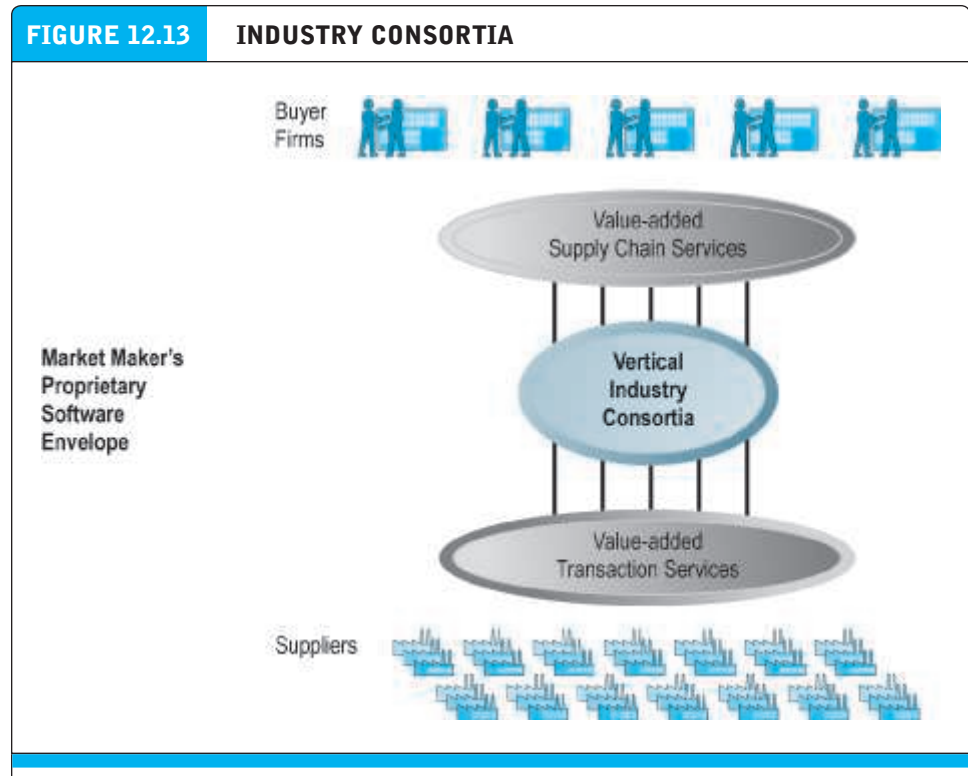 FIGURE 12.13 INDUSTRY CONSORTIA
Buyer
Firms
Value-added
Supply Chain Services
Market Maker's
Proprietary
Software
Envelope
Vertical
Industry
Consortia
Value-added
Transaction Services
Suppliers